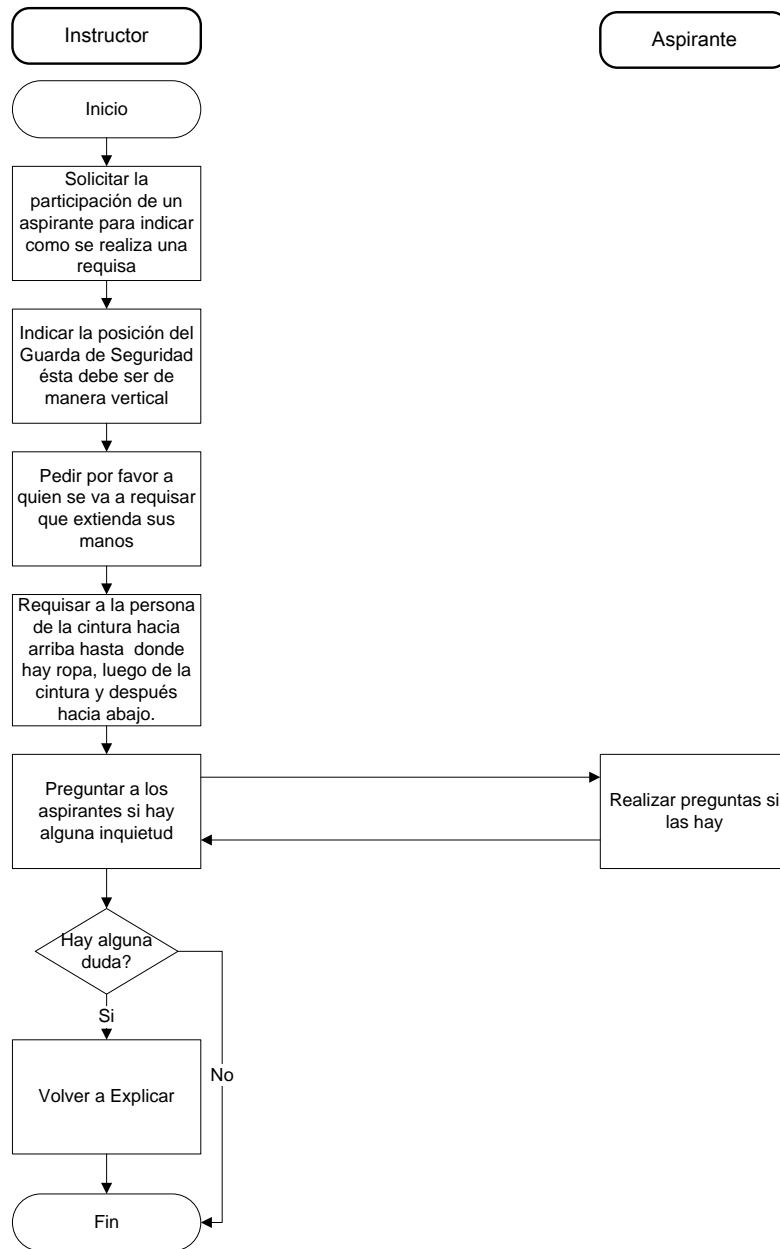 Instructor
Aspirante
Inicio
Solicitar la
participación de un
aspirante para indicar
como se realiza una
requisa
Indicar la posición del
Guarda de Seguridad
ésta debe ser de
manera vertical
Pedir por favor a
quien se va a requisar
que extienda sus
manos
Requisar a la persona
de la cintura hacia
arriba hasta donde
hay ropa, luego de la
cintura y después
hacia abajo.
Preguntar a los
aspirantes si hay
alguna inquietud
Realizar preguntas si
las hay
Hay alguna
duda?
Si
No
Volver a Explicar
Fin